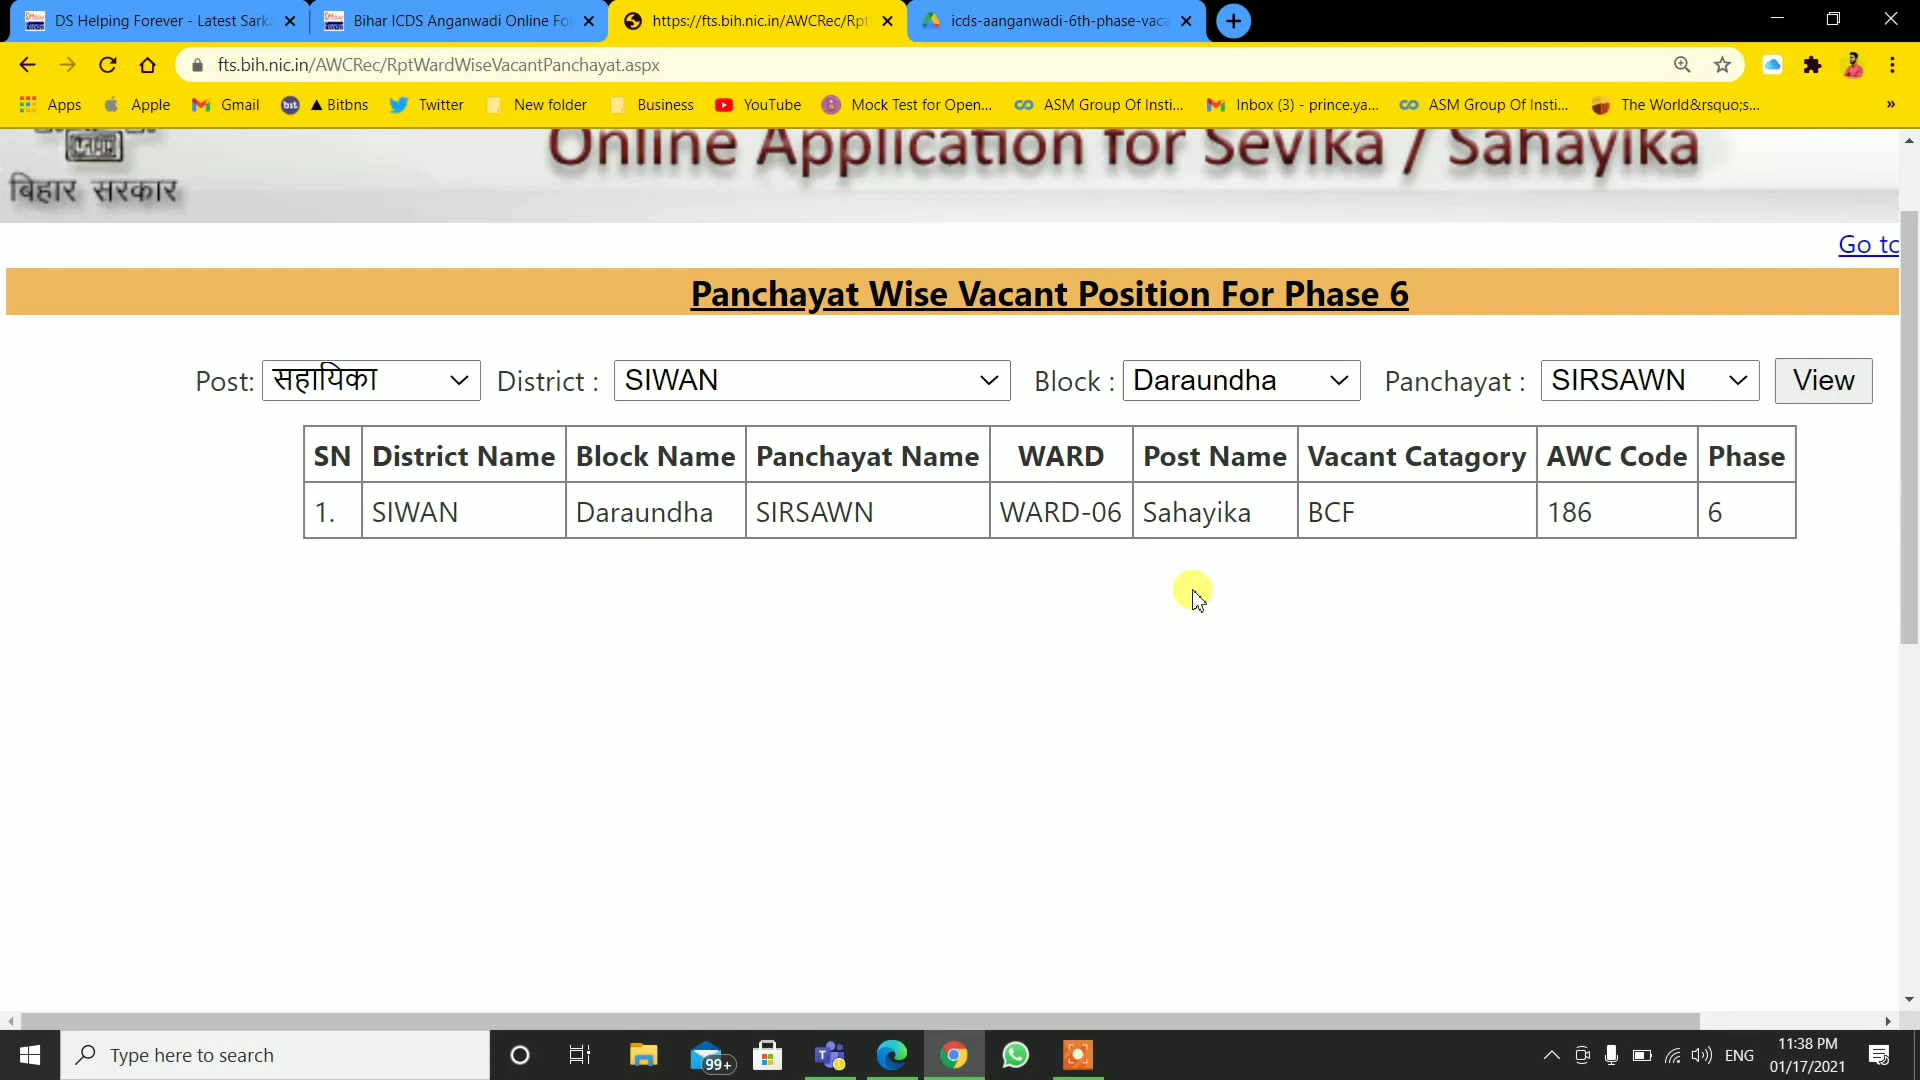 DS Helping Forever - Latest Sark
Bihar ICDS Anganwadi Online Fo
https://fts.bih.nic.in/AWCRec/Rpt
icds-aanganwadi-6th-phase-vaca
fts.bih.nic.in/AWCRec/RptWardWiseVacantPanchayat.aspx
Apps Apple Gmail bit ▲ Bitbns Twitter New folder Business YouTube Mock Test for Open... ASM Group Of Insti... Inbox (3) - prince.ya... ASM Group Of Insti... The World&rsquo;s... »
Online Application for Sevika / Sahayika
बिहार सरकार
Go to
Panchayat Wise Vacant Position For Phase 6
Post: सहायिका District : SIWAN Block : Daraundha Panchayat : SIRSAWN View
SN District Name Block Name Panchayat Name WARD Post Name Vacant Catagory AWC Code Phase
1. SIWAN Daraundha SIRSAWN WARD-06 Sahayika BCF 186 6
Type here to search
99+
ENG
11:38 PM
01/17/2021